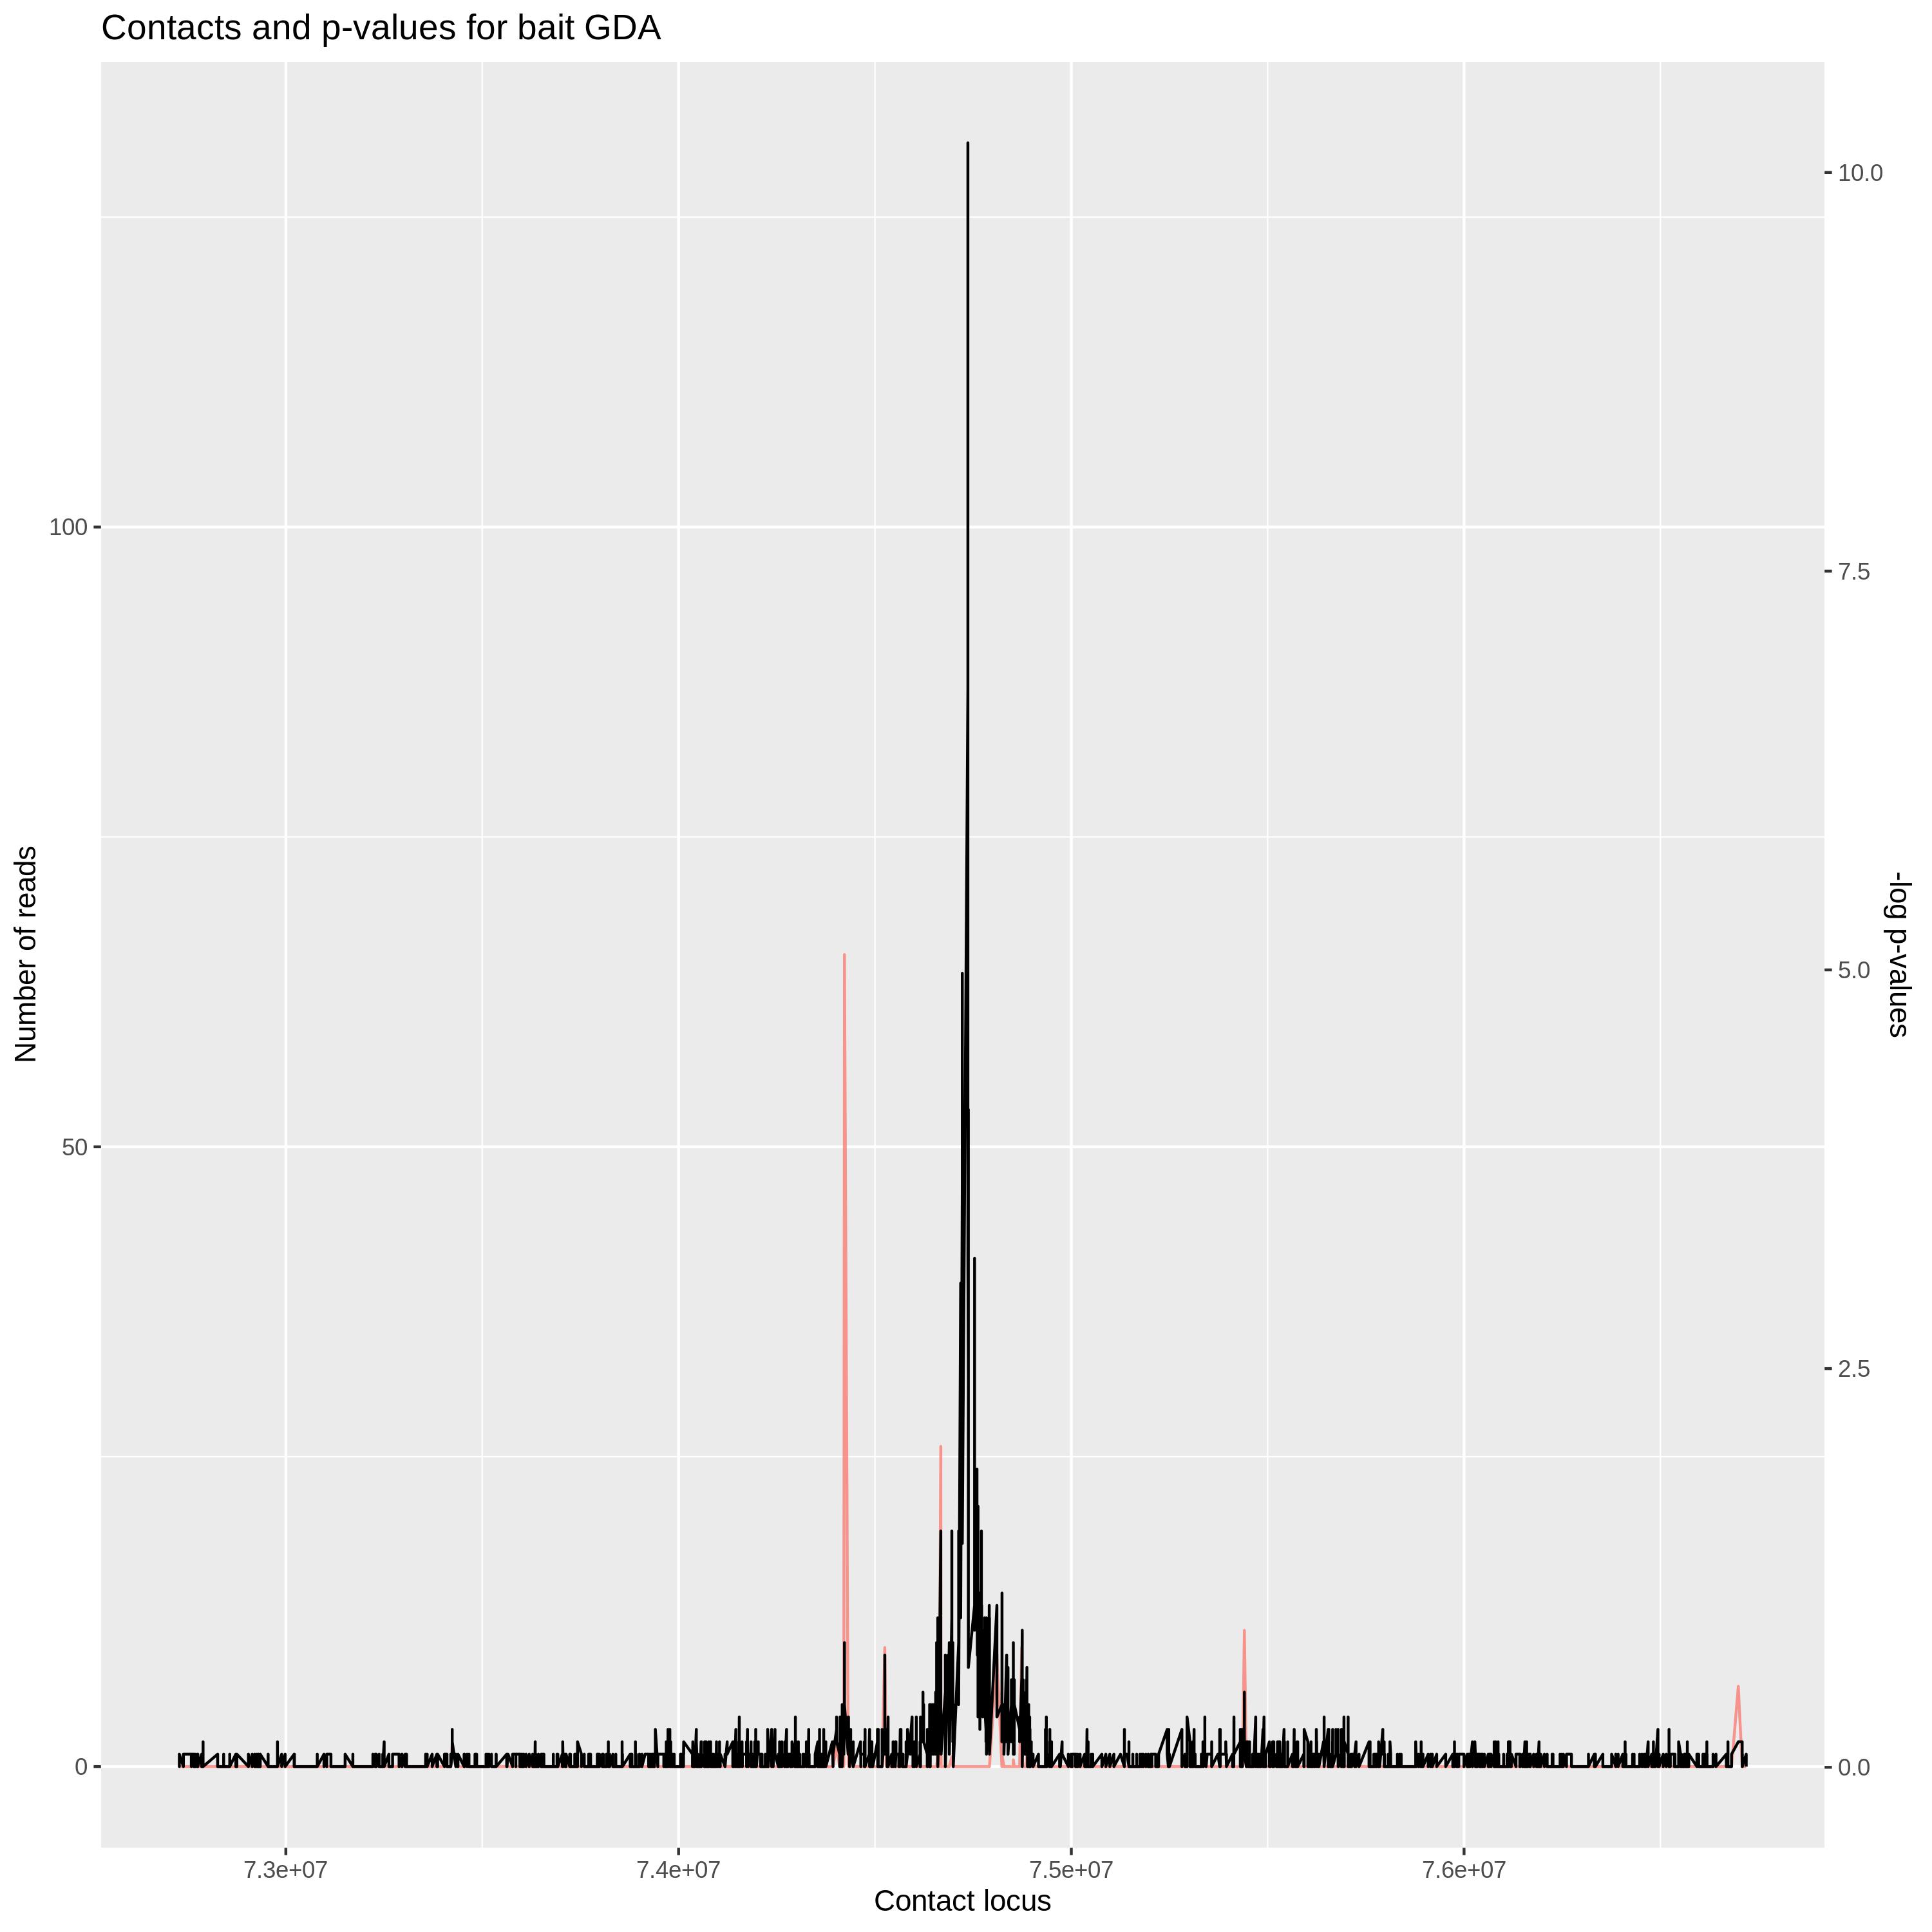 Contacts and p-values for bait GDA
Number of reads
100
50
0
10.0
7.5
5.0
2.5
0.0
-log p-values
7.3e+07 7.4e+07 7.5e+07 7.6e+07
Contact locus